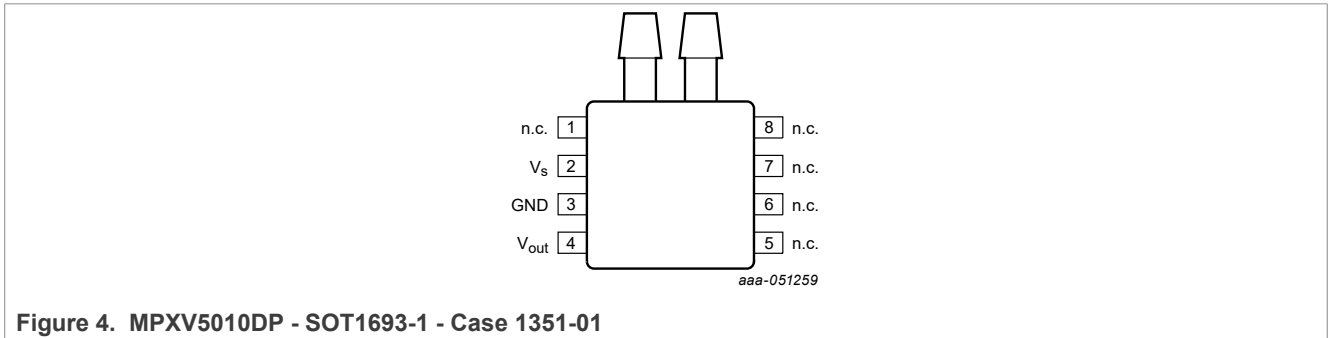 n.c. 1 8 n.c.
Vs 2 7 n.c.
GND 3 6 n.c.
Vout 4 5 n.c.
aaa-051259
Figure 4. MPXV5010DP - SOT1693-1 - Case 1351-01